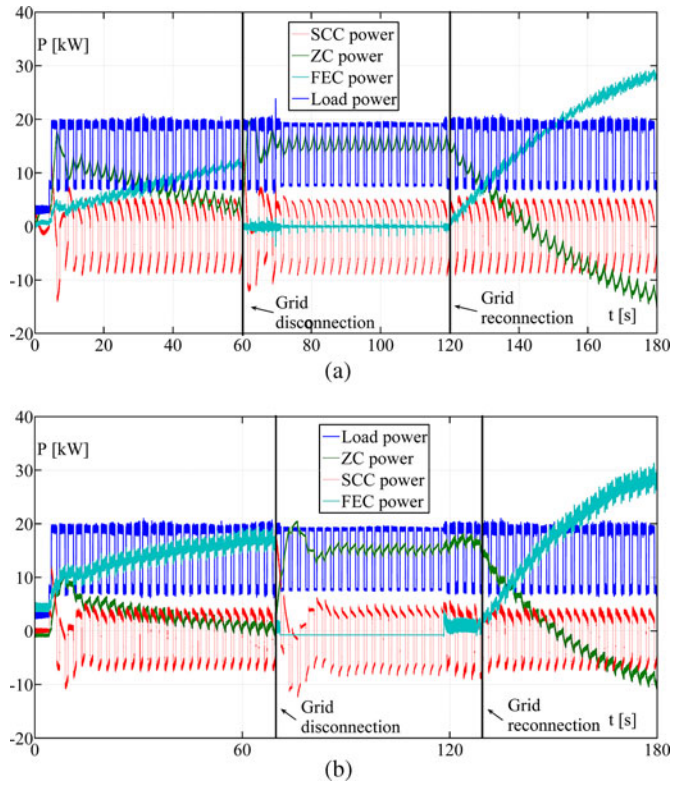 P [kW]
40
30
20
10
0
-10
-20
SCC power
ZC power
FEC power
Load power
Grid
disconnection
Grid
reconnection
t [s]
0
20
40
60
80
100
120
140
160
180
(a)
P [kW]
40
30
20
10
0
-10
-20
Load power
ZC power
SCC power
FEC power
Grid
disconnection
Grid
reconnection
t [s]
0
60
120
180
(b)